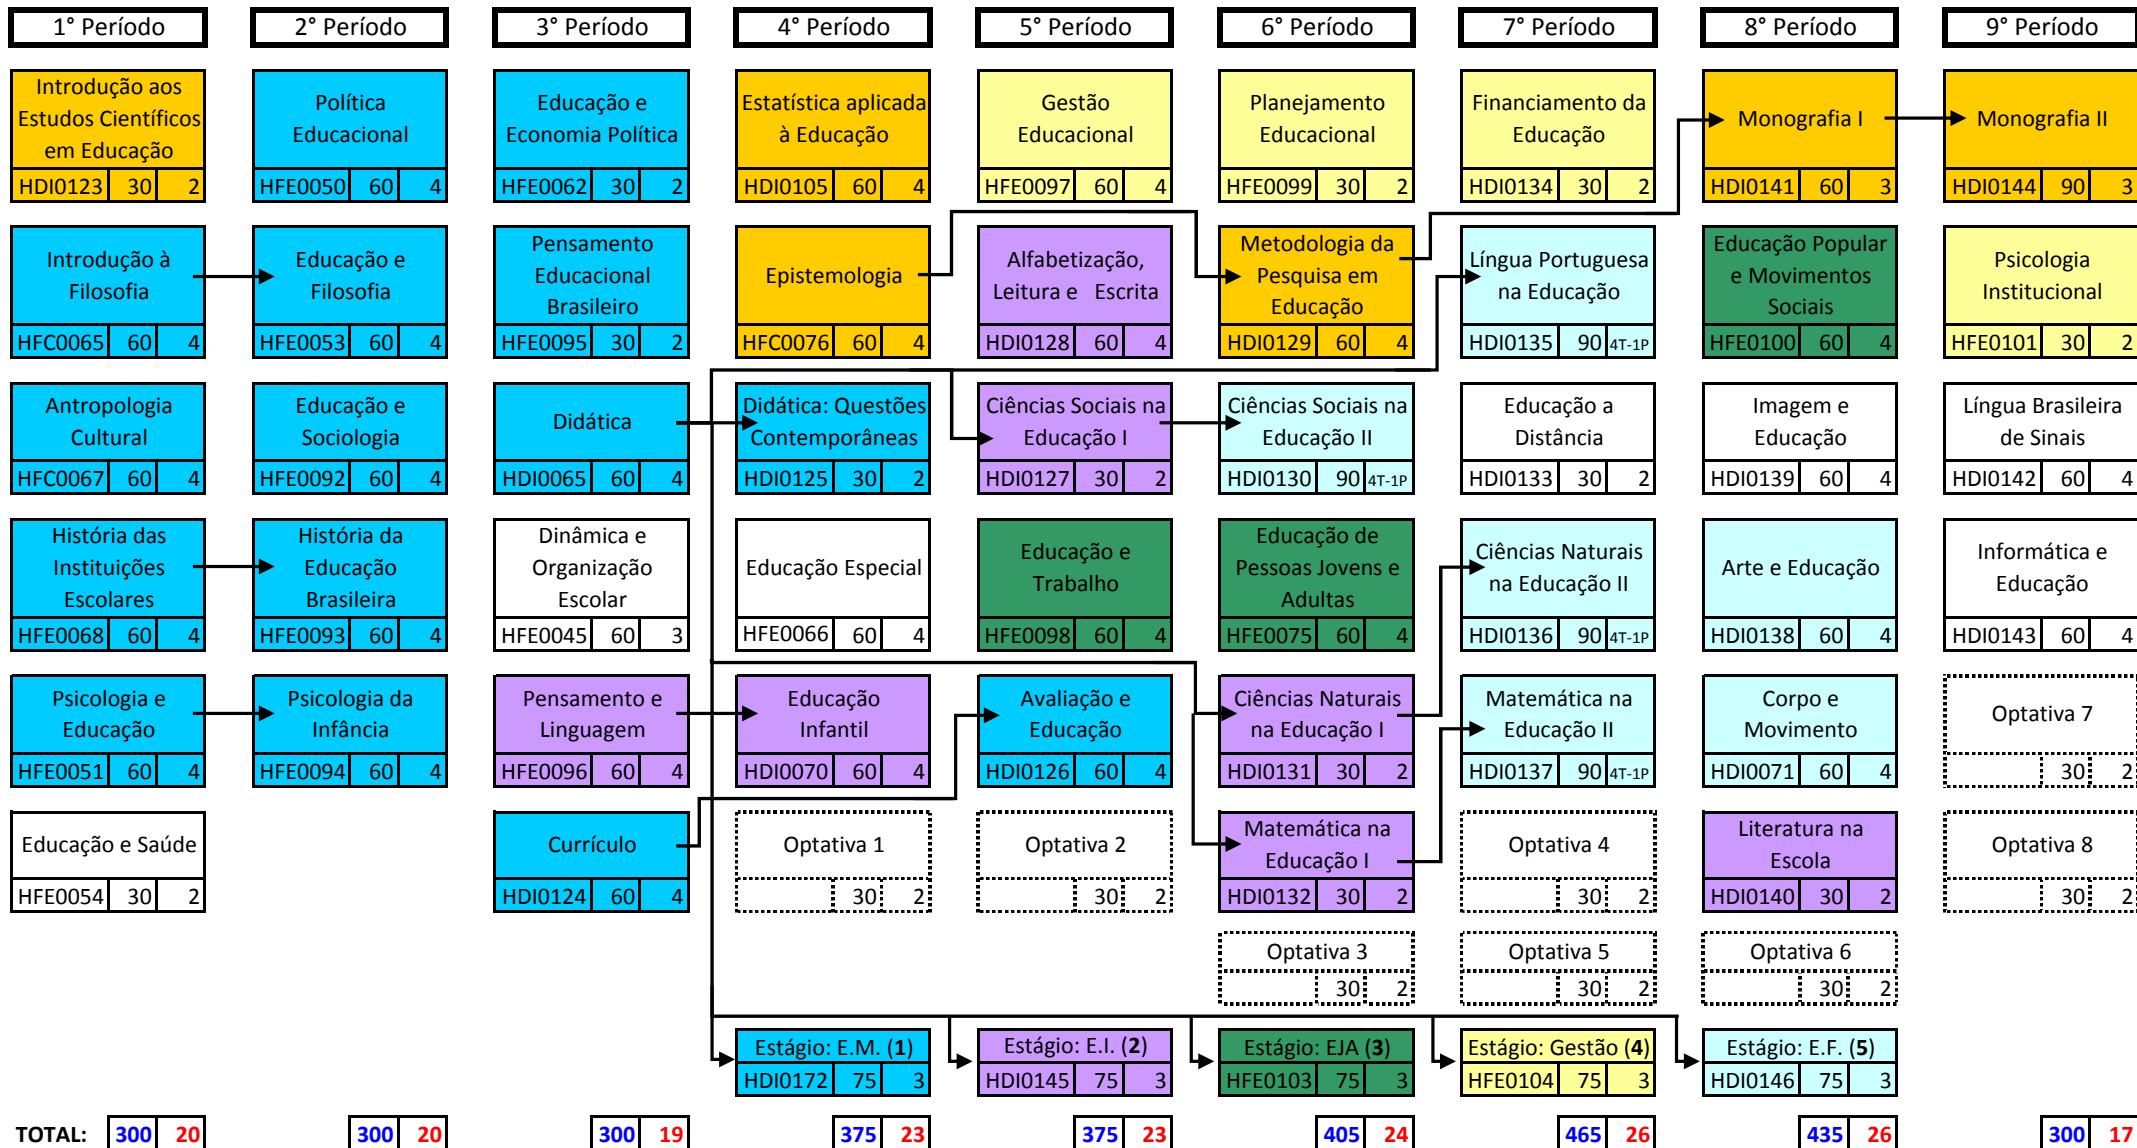 1° Período
2° Período
3° Período
4° Período
5° Período
6° Período
7° Período
8° Período
9° Período
Introdução aos
Estudos Científicos
em Educação
HDI0123 30 2
Política
Educacional
HFE0050 60 4
Educação e
Economia Política
HFE0062 30 2
Estatística aplicada
à Educação
HDI0105 60 4
Gestão
Educacional
HFE0097 60 4
Planejamento
Educacional
HFE0099 30 2
Financiamento da
Educação
HDI0134 30 2
Monografia I
HDI0141 60 3
Monografia II
HDI0144 90 3
Introdução à
Filosofia
HFC0065 60 4
Educação e
Filosofia
HFE0053 60 4
Pensamento
Educacional
Brasileiro
HFE0095 30 2
Epistemologia
HFC0076 60 4
Alfabetização,
Leitura e Escrita
HDI0128 60 4
Metodologia da
Pesquisa em
Educação
HDI0129 60 4
Língua Portuguesa
na Educação
HDI0135 90 4T-1P
Educação Popular
e Movimentos
Sociais
HFE0100 60 4
Psicologia
Institucional
HFE0101 30 2
Antropologia
Cultural
HFC0067 60 4
Educação e
Sociologia
HFE0092 60 4
Didática
HDI0065 60 4
Didática: Questões
Contemporâneas
HDI0125 30 2
Ciências Sociais na
Educação I
HDI0127 30 2
Ciências Sociais na
Educação II
HDI0130 90 4T-1P
Educação a
Distância
HDI0133 30 2
Imagem e
Educação
HDI0139 60 4
Língua Brasileira
de Sinais
HDI0142 60 4
História das
Instituições
Escolares
HFE0068 60 4
História da
Educação
Brasileira
HFE0093 60 4
Dinâmica e
Organização
Escolar
HFE0045 60 3
Educação Especial
HFE0066 60 4
Educação e
Trabalho
HFE0098 60 4
Educação de
Pessoas Jovens e
Adultas
HFE0075 60 4
Ciências Naturais
na Educação II
HDI0136 90 4T-1P
Arte e Educação
HDI0138 60 4
Informática e
Educação
HDI0143 60 4
Psicologia e
Educação
HFE0051 60 4
Psicologia da
Infância
HFE0094 60 4
Pensamento e
Linguagem
HFE0096 60 4
Educação
Infantil
HDI0070 60 4
Avaliação e
Educação
HDI0126 60 4
Ciências Naturais
na Educação I
HDI0131 30 2
Matemática na
Educação II
HDI0137 90 4T-1P
Corpo e
Movimento
HDI0071 60 4
Optativa 7
30 2
Educação e Saúde
HFE0054 30 2
Currículo
HDI0124 60 4
Optativa 1
30 2
Optativa 2
30 2
Matemática na
Educação I
HDI0132 30 2
Optativa 4
30 2
Literatura na
Escola
HDI0140 30 2
Optativa 8
30 2
Optativa 3
30 2
Optativa 5
30 2
Optativa 6
30 2
Estágio: E.M. (1)
HDI0172 75 3
Estágio: E.I. (2)
HDI0145 75 3
Estágio: EJA (3)
HFE0103 75 3
Estágio: Gestão (4)
HFE0104 75 3
Estágio: E.F. (5)
HDI0146 75 3
TOTAL: 300 20 300 20 300 19 375 23 375 23 405 24 465 26 435 26 300 17